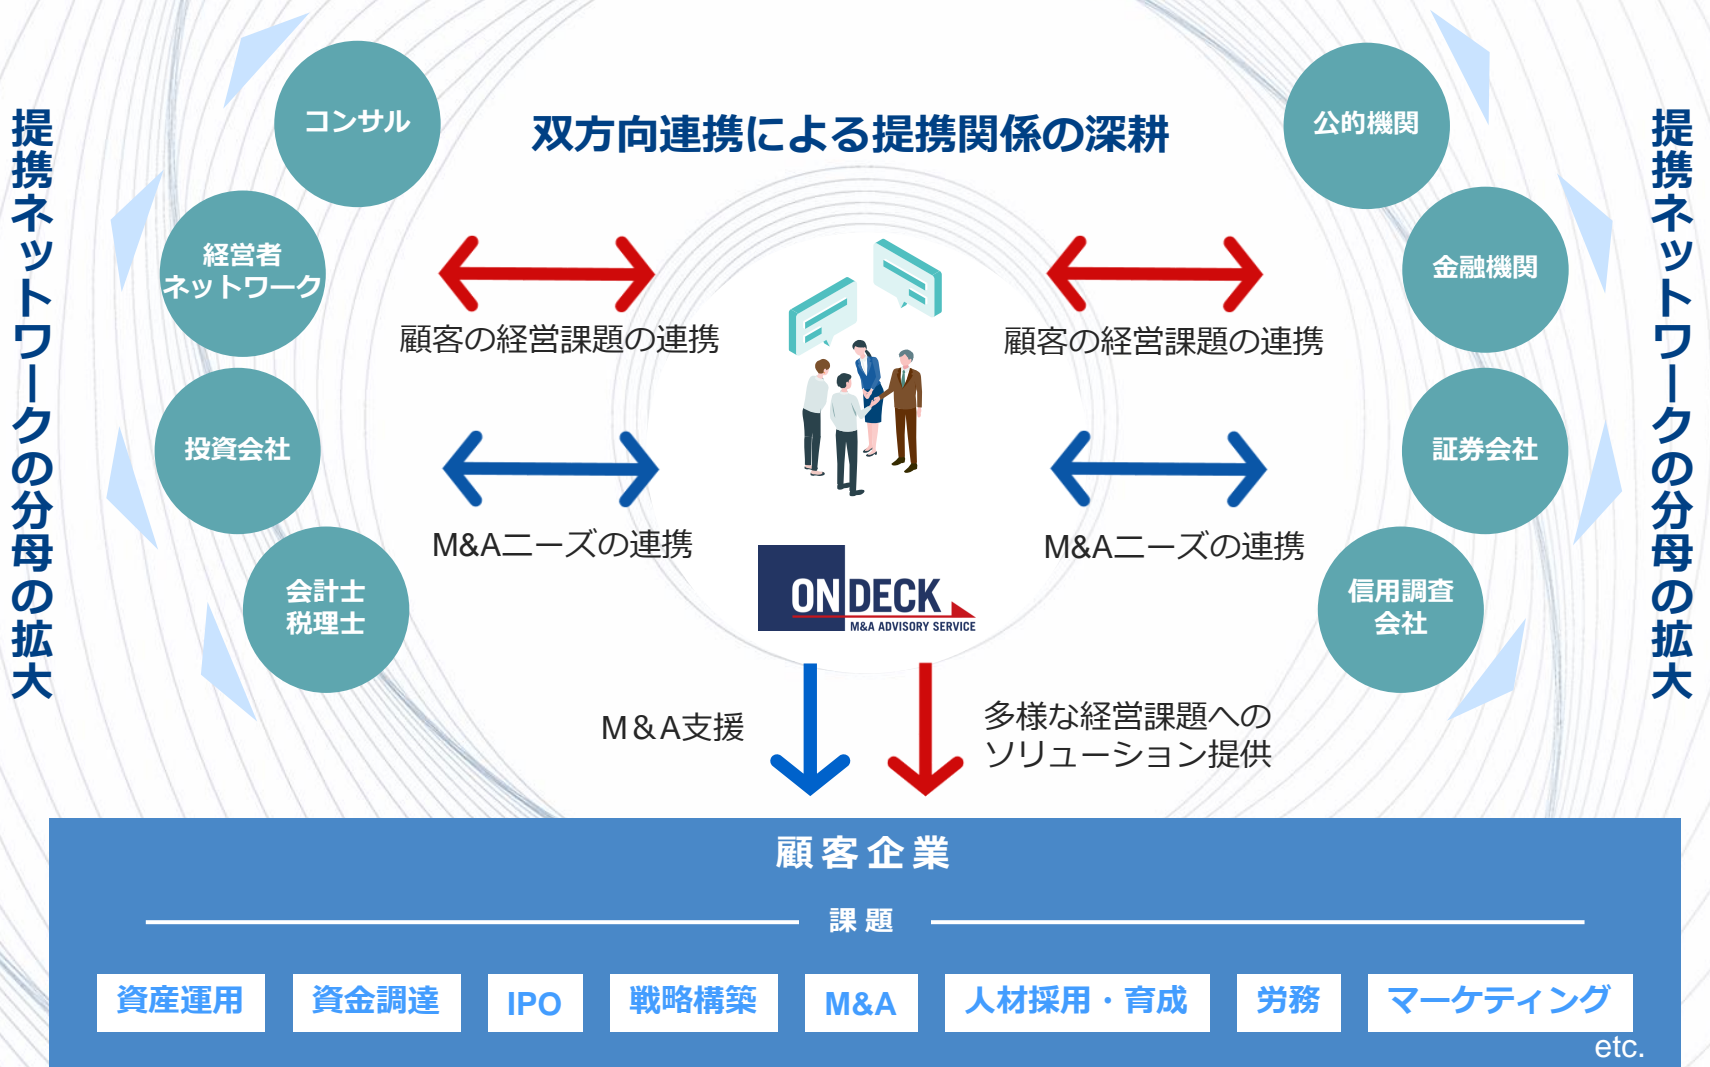 双方向連携による提携関係の深耕
提携ネットワークの分母の拡大
コンサル
経営者
ネットワーク
投資会社
会計士
税理士
顧客の経営課題の連携
M&Aニーズの連携
ON DECK
M&A ADVISORY SERVICE
顧客の経営課題の連携
M&Aニーズの連携
公的機関
金融機関
証券会社
信用調査
会社
提携ネットワークの分母の拡大
M&A支援
多様な経営課題への
ソリューション提供
顧客企業
課題
資産運用
資金調達
IPO
戦略構築
M&A
人材採用・育成
労務
マーケティング
etc.